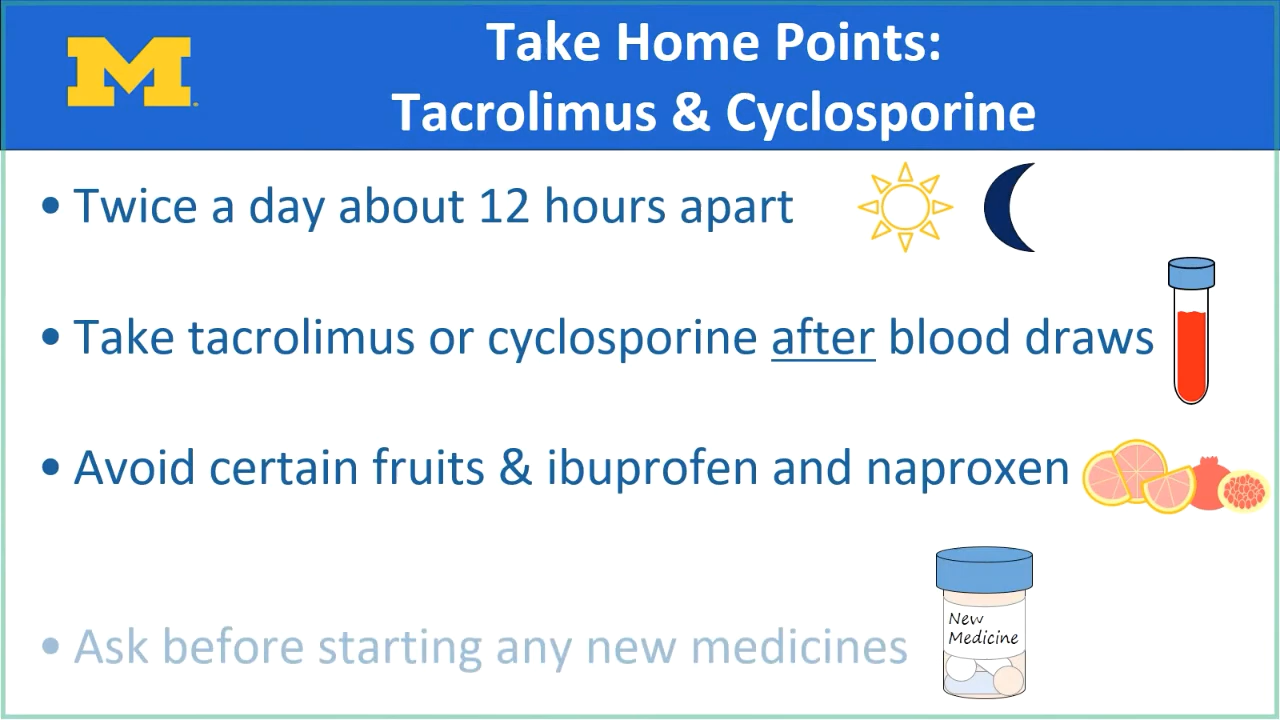 M
Take Home Points:
Tacrolimus & Cyclosporine
• Twice a day about 12 hours apart
• Take tacrolimus or cyclosporine after blood draws
• Avoid certain fruits & ibuprofen and naproxen
• Ask before starting any new medicines
New
Medicine